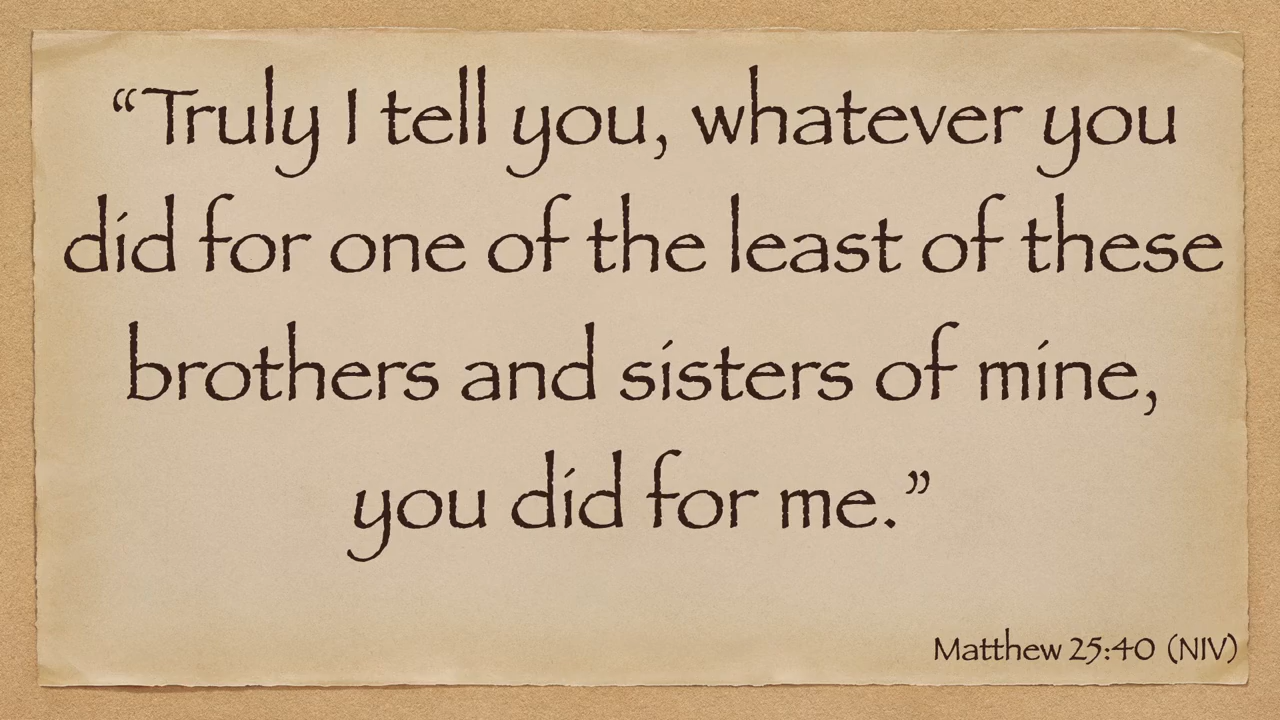 “Truly I tell you, whatever you
did for one of the least of these
brothers and sisters of mine,
you did for me.”
Matthew 25:40 (NIV)